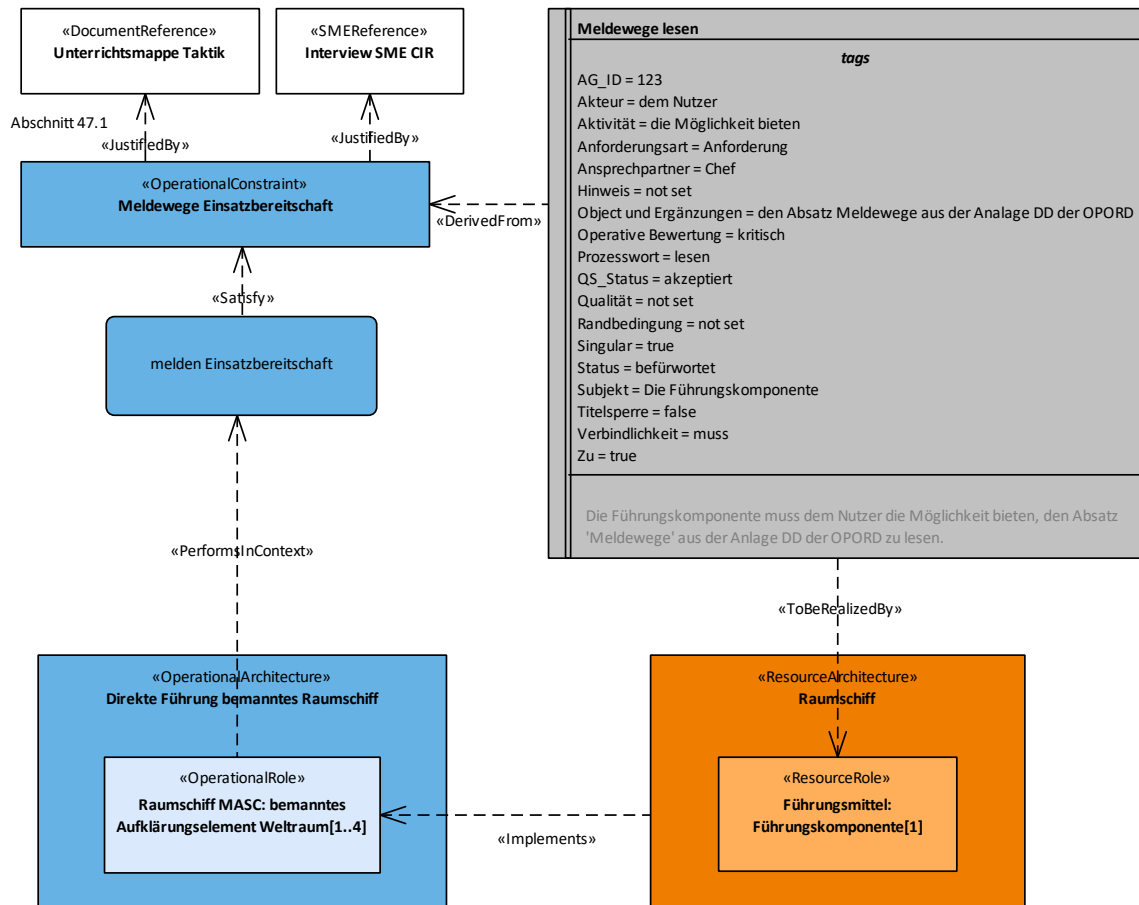 «DocumentReference»
Unterrichtsmappe Taktik
«SMEReference»
Interview SME CIR
Abschnitt 47.1
«JustifiedBy»
«JustifiedBy»
«OperationalConstraint»
Meldewege Einsatzbereitschaft
«DerivedFrom»
«Satisfy»
melden Einsatzbereitschaft
Meldewege lesen
tags
AG_ID = 123
Akteur = dem Nutzer
Aktivität = die Möglichkeit bieten
Anforderungsart = Anforderung
Ansprechpartner = Chef
Hinweis = not set
Object und Ergänzungen = den Absatz Meldewege aus der Analage DD der OPORD
Operative Bewertung = kritisch
Prozesswort = lesen
QS_Status = akzeptiert
Qualität = not set
Randbedingung = not set
Singular = true
Status = befürwortet
Subjekt = Die Führungskomponente
Titelsperre = false
Verbindlichkeit = muss
Zu = true
Die Führungskomponente muss dem Nutzer die Möglichkeit bieten, den Absatz
'Meldewege' aus der Anlage DD der OPORD zu lesen.
«PerformsInContext»
«ToBeRealizedBy»
«OperationalArchitecture»
Direkte Führung bemanntes Raumschiff
«OperationalRole»
Raumschiff MASC: bemanntes
Aufklärungselement Weltraum[1..4]
«Implements»
«ResourceArchitecture»
Raumschiff
«ResourceRole»
Führungsmittel:
Führungskomponente[1]